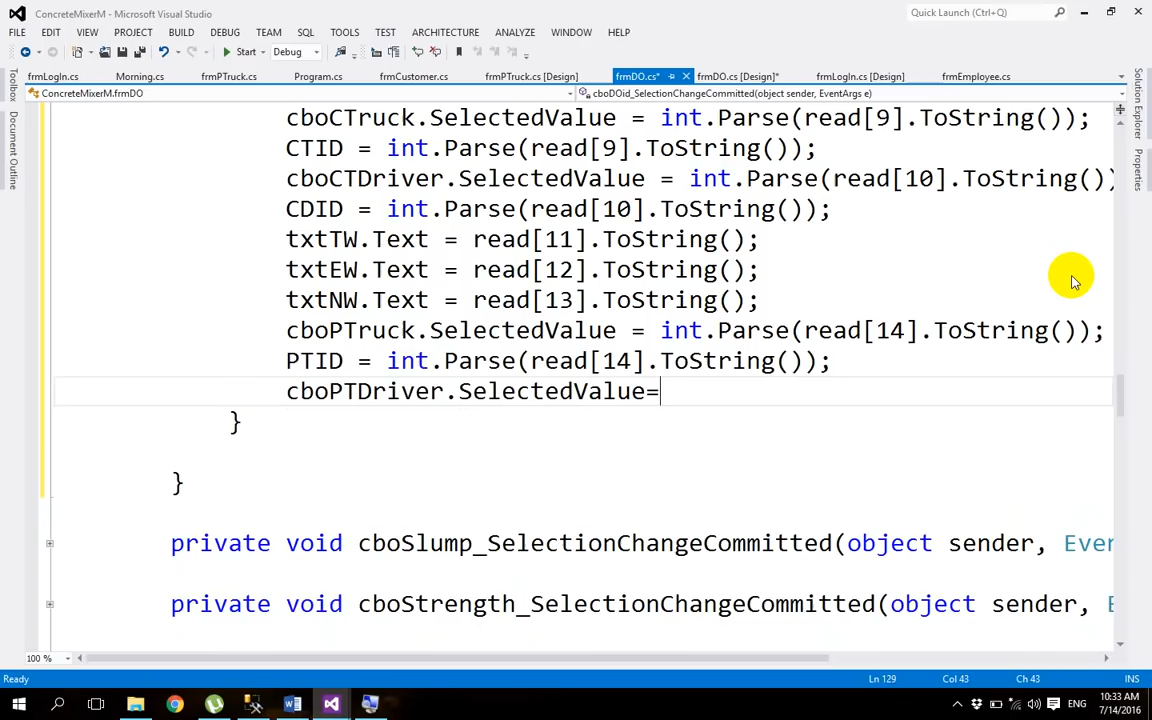 ConcreteMixerM - Microsoft Visual Studio
Quick Launch (Ctrl+Q)
FILE EDIT VIEW PROJECT BUILD DEBUG TEAM SQL TOOLS TEST ARCHITECTURE ANALYZE WINDOW HELP
Start Debug
frmLogIn.cs Morning.cs frmPTruck.cs Program.cs frmCustomer.cs frmPTruck.cs [Design] frmDO.cs* frmDO.cs [Design]* frmLogIn.cs [Design] frmEmployee.cs
ConcreteMixerM.frmDO cboDOid_SelectionChangeCommitted(object sender, EventArgs e)
Toolbox
Document Outline
Solution Explorer
Properties
cboCTruck.SelectedValue = int.Parse(read[9].ToString());
CTID = int.Parse(read[9].ToString());
cboCTDriver.SelectedValue = int.Parse(read[10].ToString())
CDID = int.Parse(read[10].ToString());
txtTW.Text = read[11].ToString();
txtEW.Text = read[12].ToString();
txtNW.Text = read[13].ToString();
cboPTruck.SelectedValue = int.Parse(read[14].ToString());
PTID = int.Parse(read[14].ToString());
cboPTDriver.SelectedValue=
}
}
private void cboSlump_SelectionChangeCommitted(object sender, Even
private void cboStrength_SelectionChangeCommitted(object sender, E
100 %
Ready Ln 129 Col 43 Ch 43 INS
ENG
10:33 AM
7/14/2016